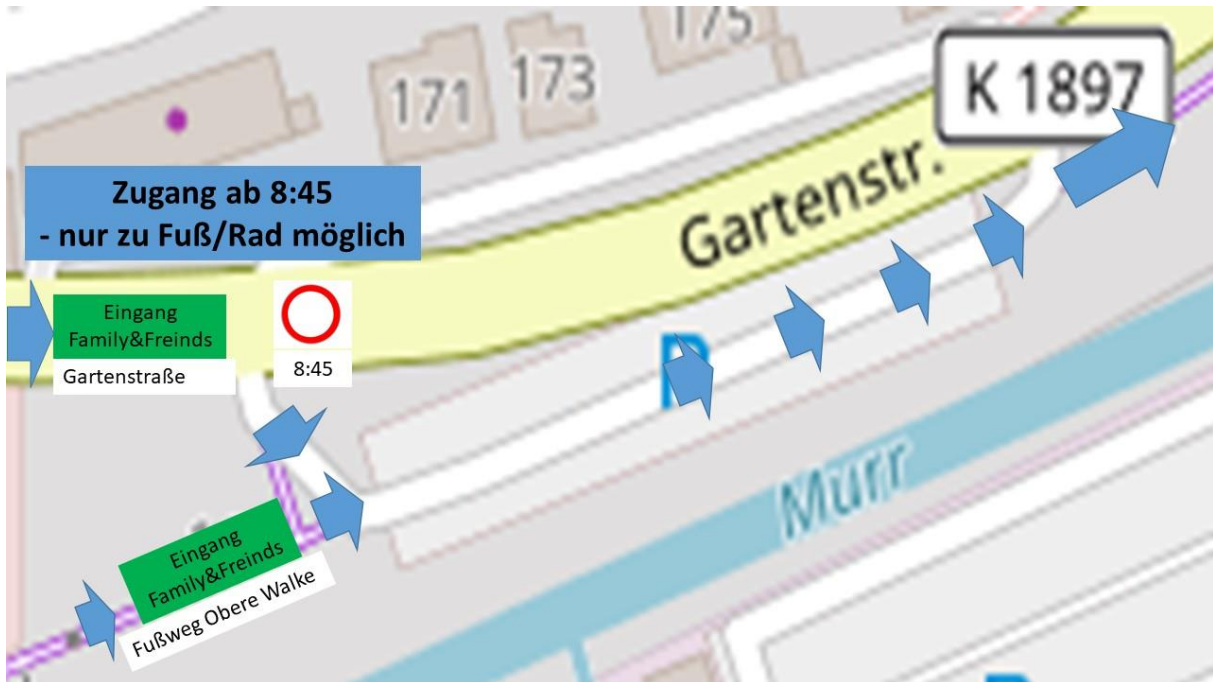 171
173
175
K 1897
Gartenstr.
Zugang ab 8:45
- nur zu Fuß/Rad möglich
Eingang
Family&Freinds
Gartenstraße
8:45
P
Eingang
Family&Freinds
Fußweg Obere Walke
Murr